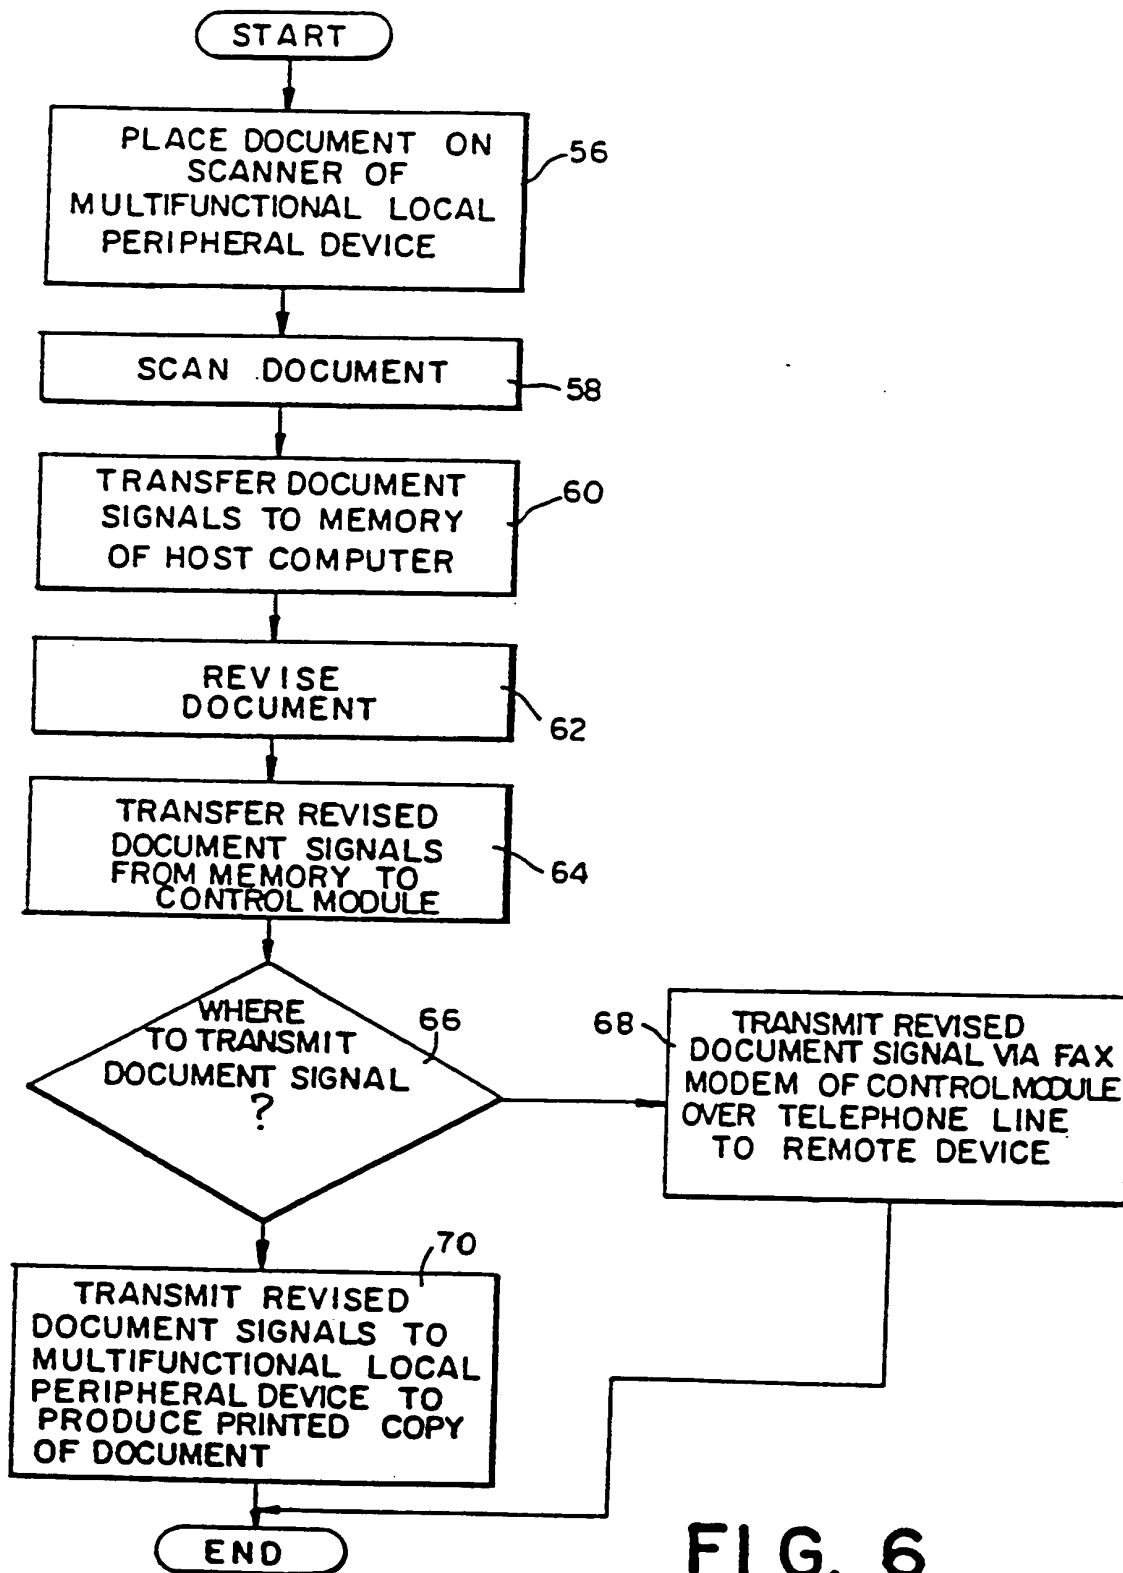 START
PLACE DOCUMENT ON
SCANNER OF
MULTIFUNCTIONAL LOCAL
PERIPHERAL DEVICE
56
SCAN DOCUMENT
58
TRANSFER DOCUMENT
SIGNALS TO MEMORY
OF HOST COMPUTER
60
REVISE
DOCUMENT
62
TRANSFER REVISED
DOCUMENT SIGNALS
FROM MEMORY TO
CONTROL MODULE
64
WHERE
TO TRANSMIT
DOCUMENT SIGNAL
?
66
68
TRANSMIT REVISED
DOCUMENT SIGNAL VIA FAX
MODEM OF CONTROL MODULE
OVER TELEPHONE LINE
TO REMOTE DEVICE
70
TRANSMIT REVISED
DOCUMENT SIGNALS TO
MULTIFUNCTIONAL LOCAL
PERIPHERAL DEVICE TO
PRODUCE PRINTED COPY
OF DOCUMENT
END
FIG. 6